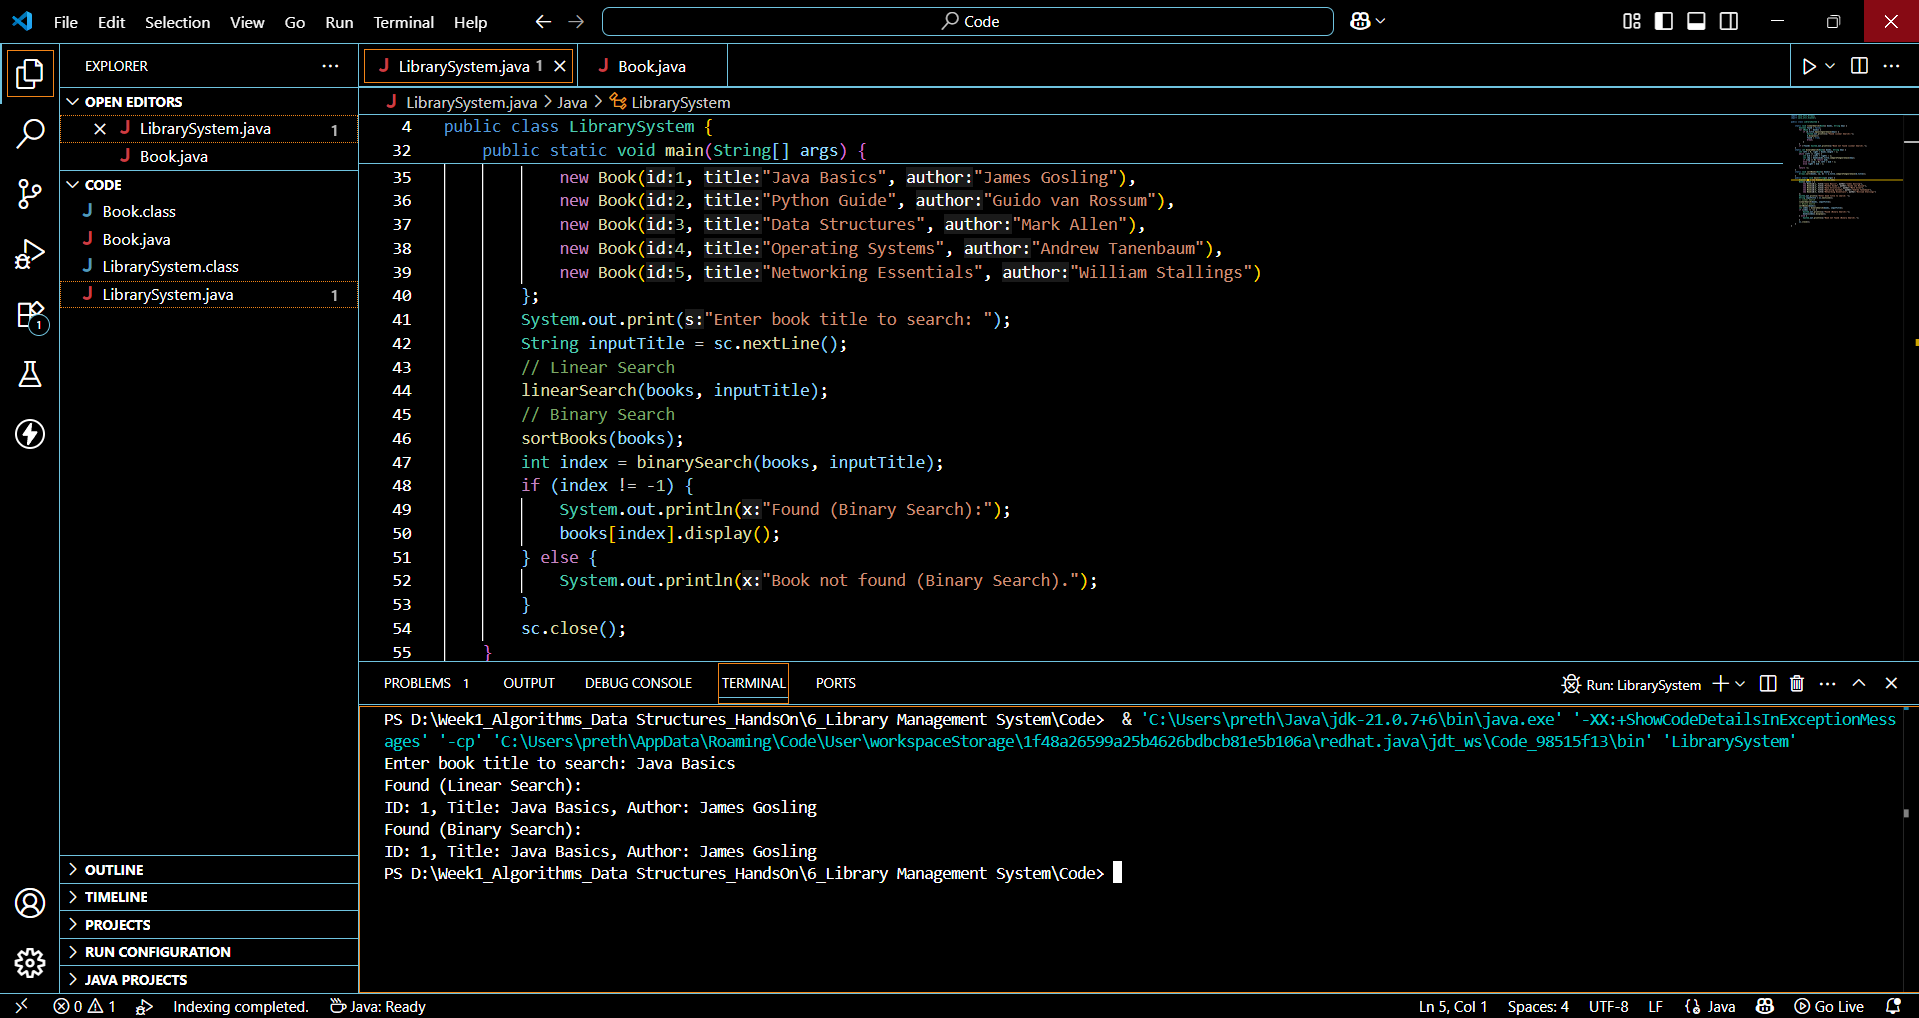 File Edit Selection View Go Run Terminal Help
Code
EXPLORER
OPEN EDITORS
LibrarySystem.java 1
Book.java
CODE
Book.class
Book.java
LibrarySystem.class
LibrarySystem.java 1
OUTLINE
TIMELINE
PROJECTS
RUN CONFIGURATION
JAVA PROJECTS
1
LibrarySystem.java 1 Book.java
LibrarySystem.java > Java > LibrarySystem
4 public class LibrarySystem {
32 public static void main(String[] args) {
35 new Book(id:1, title:"Java Basics", author:"James Gosling"),
36 new Book(id:2, title:"Python Guide", author:"Guido van Rossum"),
37 new Book(id:3, title:"Data Structures", author:"Mark Allen"),
38 new Book(id:4, title:"Operating Systems", author:"Andrew Tanenbaum"),
39 new Book(id:5, title:"Networking Essentials", author:"William Stallings")
40 };
41 System.out.print(s:"Enter book title to search: ");
42 String inputTitle = sc.nextLine();
43 // Linear Search
44 linearSearch(books, inputTitle);
45 // Binary Search
46 sortBooks(books);
47 int index = binarySearch(books, inputTitle);
48 if (index != -1) {
49 System.out.println(x:"Found (Binary Search):");
50 books[index].display();
51 } else {
52 System.out.println(x:"Book not found (Binary Search).");
53 }
54 sc.close();
55 }
PROBLEMS 1 OUTPUT DEBUG CONSOLE TERMINAL PORTS
Run: LibrarySystem
PS D:\Week1_Algorithms_Data Structures_HandsOn\6_Library Management System\Code>  & 'C:\Users\preth\Java\jdk-21.0.7+6\bin\java.exe' '-XX:+ShowCodeDetailsInExceptionMess
ages' '-cp' 'C:\Users\preth\AppData\Roaming\Code\User\workspaceStorage\1f48a26599a25b4626bdbcb81e5b106a\redhat.java\jdt_ws\Code_98515f13\bin' 'LibrarySystem'
Enter book title to search: Java Basics
Found (Linear Search):
ID: 1, Title: Java Basics, Author: James Gosling
Found (Binary Search):
ID: 1, Title: Java Basics, Author: James Gosling
PS D:\Week1_Algorithms_Data Structures_HandsOn\6_Library Management System\Code>
0 1 Indexing completed. Java: Ready Ln 5, Col 1 Spaces: 4 UTF-8 LF Java Go Live